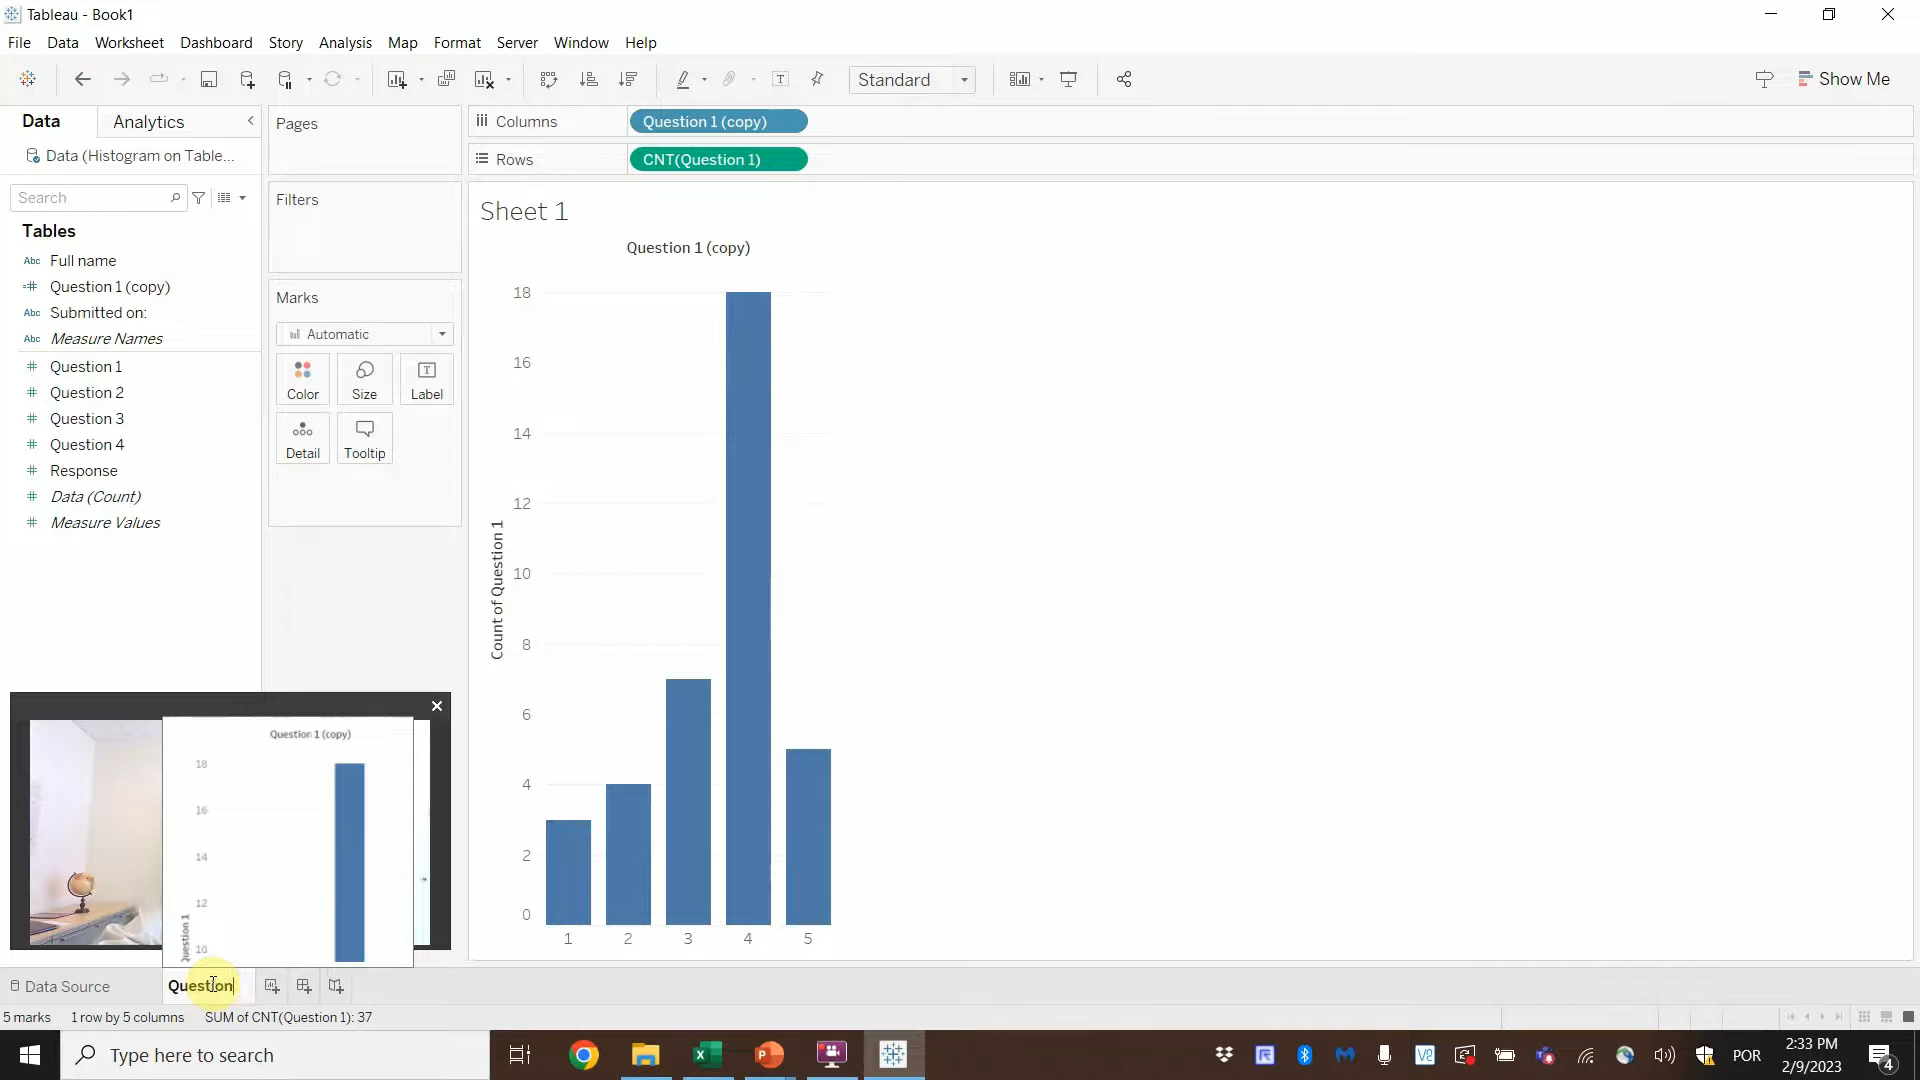 Tableau - Book1
File Data Worksheet Dashboard Story Analysis Map Format Server Window Help
Standard
Show Me
Data Analytics
Data (Histogram on Table...
Search
Tables
Full name
Question 1 (copy)
Submitted on:
Measure Names
Question 1
Question 2
Question 3
Question 4
Response
Data (Count)
Measure Values
Pages
Filters
Marks
Automatic
Color Size Label
Detail Tooltip
Columns Question 1 (copy)
Rows CNT(Question 1)
Sheet 1
Question 1 (copy)
Count of Question 1
18
16
14
12
10
8
6
4
2
0
1 2 3 4 5
Question 1 (copy)
18
16
14
12
10
Question 1
Data Source Question
5 marks 1 row by 5 columns SUM of CNT(Question 1): 37
Type here to search
POR
2:33 PM
2/9/2023
4